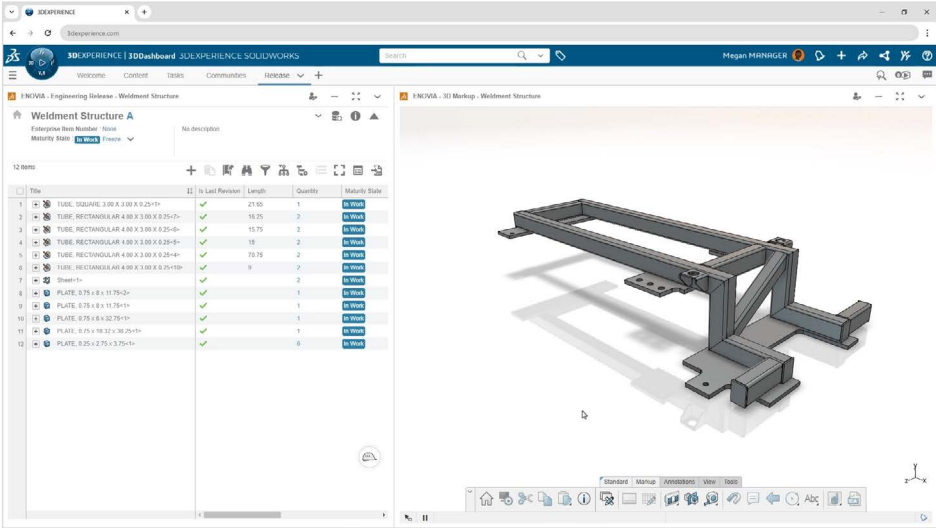 3DEXPERIENCE
3dexperience.com
3DEXPERIENCE | 3DDashboard 3DEXPERIENCE SOLIDWORKS
Search
Megan MANAGER
V,R
Welcome Content Tasks Communities Release
ENOVIA - Engineering Release - Weldment Structure
ENOVIA - 3D Markup - Weldment Structure
Weldment Structure A
Enterprise Item Number : None
No description
Maturity State : In Work Freeze
12 items
Title Is Last Revision Length Quantity Maturity State
1 TUBE, SQUARE 3.00 X 3.00 X 0.25<1> 21.65 1 In Work
2 TUBE, RECTANGULAR 4.00 X 3.00 X 0.25<7> 16.25 2 In Work
3 TUBE, RECTANGULAR 4.00 X 3.00 X 0.25<9> 15.75 2 In Work
4 TUBE, RECTANGULAR 4.00 X 3.00 X 0.25<5> 15 2 In Work
5 TUBE, RECTANGULAR 4.00 X 3.00 X 0.25<4> 70.75 2 In Work
6 TUBE, RECTANGULAR 4.00 X 3.00 X 0.25<10> 9 2 In Work
7 Sheet<1> 2 In Work
8 PLATE, 0.75 x 8 x 11.75<2> 1 In Work
9 PLATE, 0.75 x 8 x 11.75<1> 1 In Work
10 PLATE, 0.75 x 6 x 32.75<1> 1 In Work
11 PLATE, 0.75 x 16.32 x 38.25<1> 1 In Work
12 PLATE, 0.25 x 2.75 x 3.75<1> 6 In Work
Standard Markup Annotations View Tools
Abc
y
z x